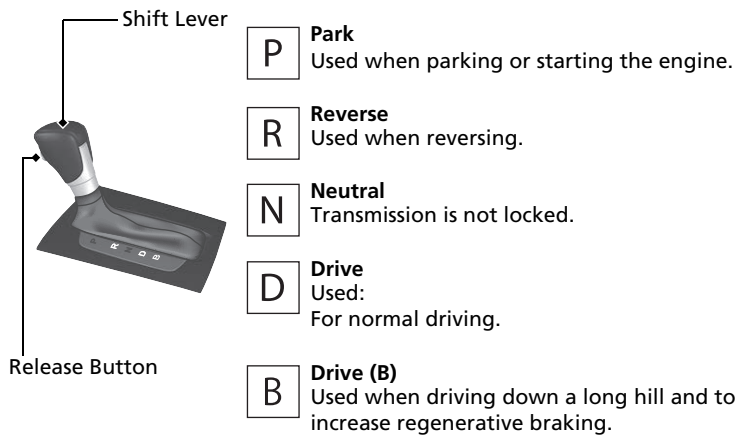 Shift Lever
P
Park
Used when parking or starting the engine.
R
Reverse
Used when reversing.
N
Neutral
Transmission is not locked.
D
Drive
Used:
For normal driving.
B
Drive (B)
Used when driving down a long hill and to
increase regenerative braking.
Release Button
P
R
N
D
B